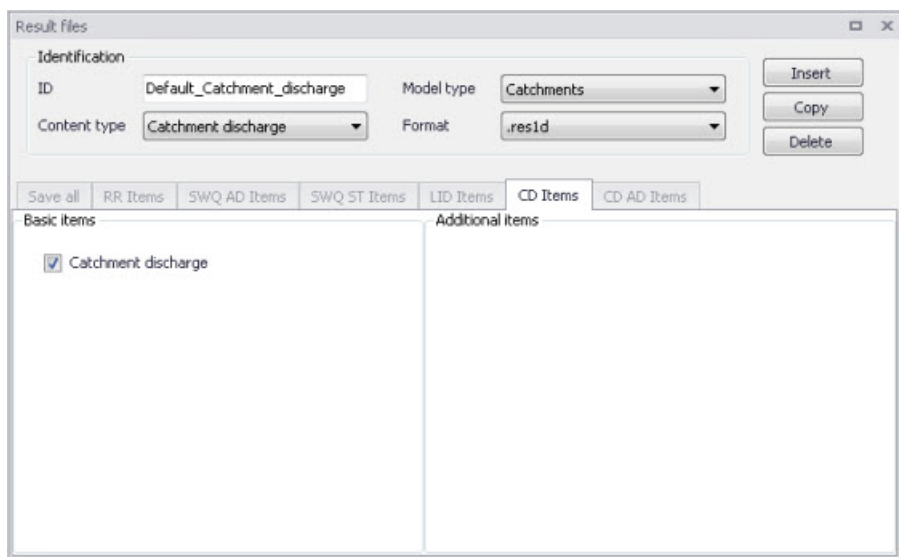 Result files
Identification
ID Default_Catchment_discharge Model type Catchments
Content type Catchment discharge Format .res1d
Insert
Copy
Delete
Save all RR Items SWQ AD Items SWQ ST Items LID Items CD Items CD AD Items
Basic items Additional items
Catchment discharge